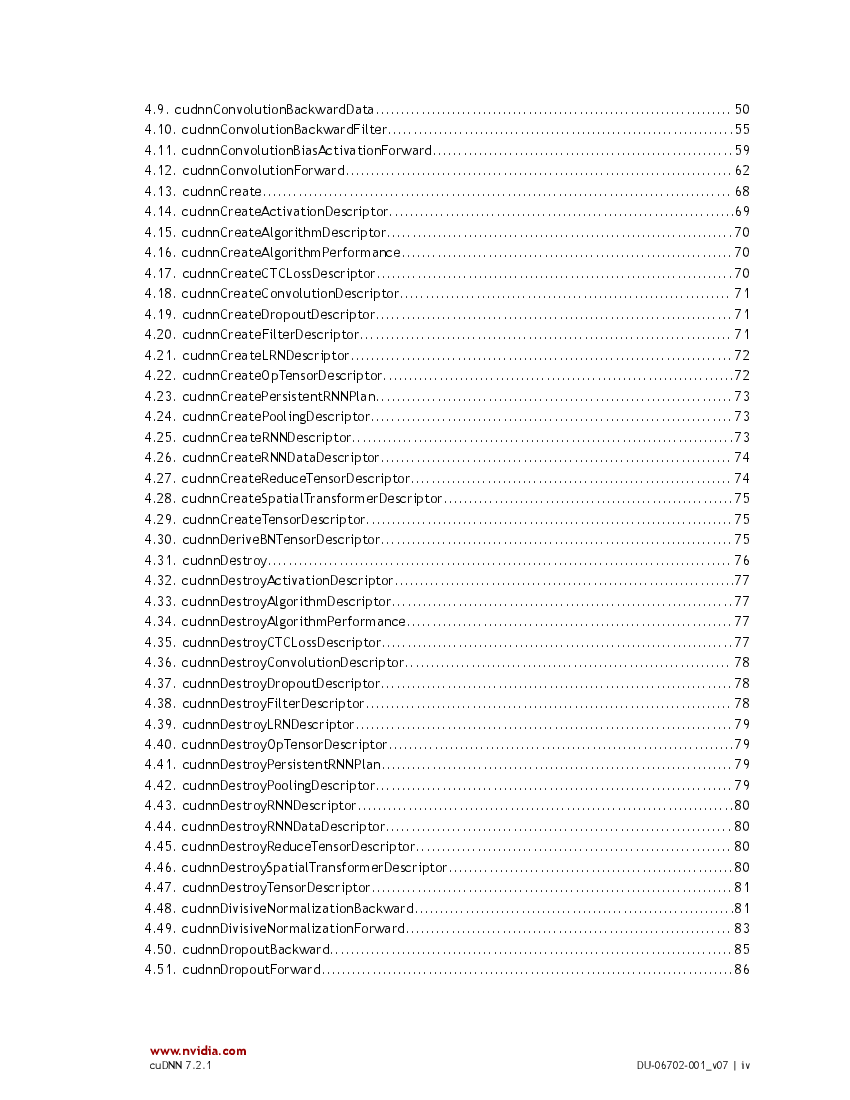 4.9. cudnnConvolutionBackwardData.......................................................................... 50
4.10. cudnnConvolutionBackwardFilter........................................................................55
4.11. cudnnConvolutionBiasActivationForward...............................................................59
4.12. cudnnConvolutionForward................................................................................ 62
4.13. cudnnCreate................................................................................................. 68
4.14. cudnnCreateActivationDescriptor........................................................................69
4.15. cudnnCreateAlgorithmDescriptor........................................................................ 70
4.16. cudnnCreateAlgorithmPerformance..................................................................... 70
4.17. cudnnCreateCTCLossDescriptor.......................................................................... 70
4.18. cudnnCreateConvolutionDescriptor..................................................................... 71
4.19. cudnnCreateDropoutDescriptor.......................................................................... 71
4.20. cudnnCreateFilterDescriptor............................................................................. 71
4.21. cudnnCreateLRNDescriptor............................................................................... 72
4.22. cudnnCreateOpTensorDescriptor.........................................................................72
4.23. cudnnCreatePersistentRNNPlan.......................................................................... 73
4.24. cudnnCreatePoolingDescriptor........................................................................... 73
4.25. cudnnCreateRNNDescriptor............................................................................... 73
4.26. cudnnCreateRNNDataDescriptor......................................................................... 74
4.27. cudnnCreateReduceTensorDescriptor................................................................... 74
4.28. cudnnCreateSpatialTransformerDescriptor............................................................ 75
4.29. cudnnCreateTensorDescriptor............................................................................ 75
4.30. cudnnDeriveBNTensorDescriptor......................................................................... 75
4.31. cudnnDestroy................................................................................................ 76
4.32. cudnnDestroyActivationDescriptor.......................................................................77
4.33. cudnnDestroyAlgorithmDescriptor....................................................................... 77
4.34. cudnnDestroyAlgorithmPerformance.................................................................... 77
4.35. cudnnDestroyCTCLossDescriptor......................................................................... 77
4.36. cudnnDestroyConvolutionDescriptor.................................................................... 78
4.37. cudnnDestroyDropoutDescriptor......................................................................... 78
4.38. cudnnDestroyFilterDescriptor............................................................................ 78
4.39. cudnnDestroyLRNDescriptor.............................................................................. 79
4.40. cudnnDestroyOpTensorDescriptor....................................................................... 79
4.41. cudnnDestroyPersistentRNNPlan......................................................................... 79
4.42. cudnnDestroyPoolingDescriptor.......................................................................... 79
4.43. cudnnDestroyRNNDescriptor..............................................................................80
4.44. cudnnDestroyRNNDataDescriptor........................................................................ 80
4.45. cudnnDestroyReduceTensorDescriptor.................................................................. 80
4.46. cudnnDestroySpatialTransformerDescriptor............................................................80
4.47. cudnnDestroyTensorDescriptor........................................................................... 81
4.48. cudnnDivisiveNormalizationBackward...................................................................81
4.49. cudnnDivisiveNormalizationForward.................................................................... 83
4.50. cudnnDropoutBackward................................................................................... 85
4.51. cudnnDropoutForward.....................................................................................86
www.nvidia.com
cuDNN 7.2.1 DU-06702-001_v07 | iv